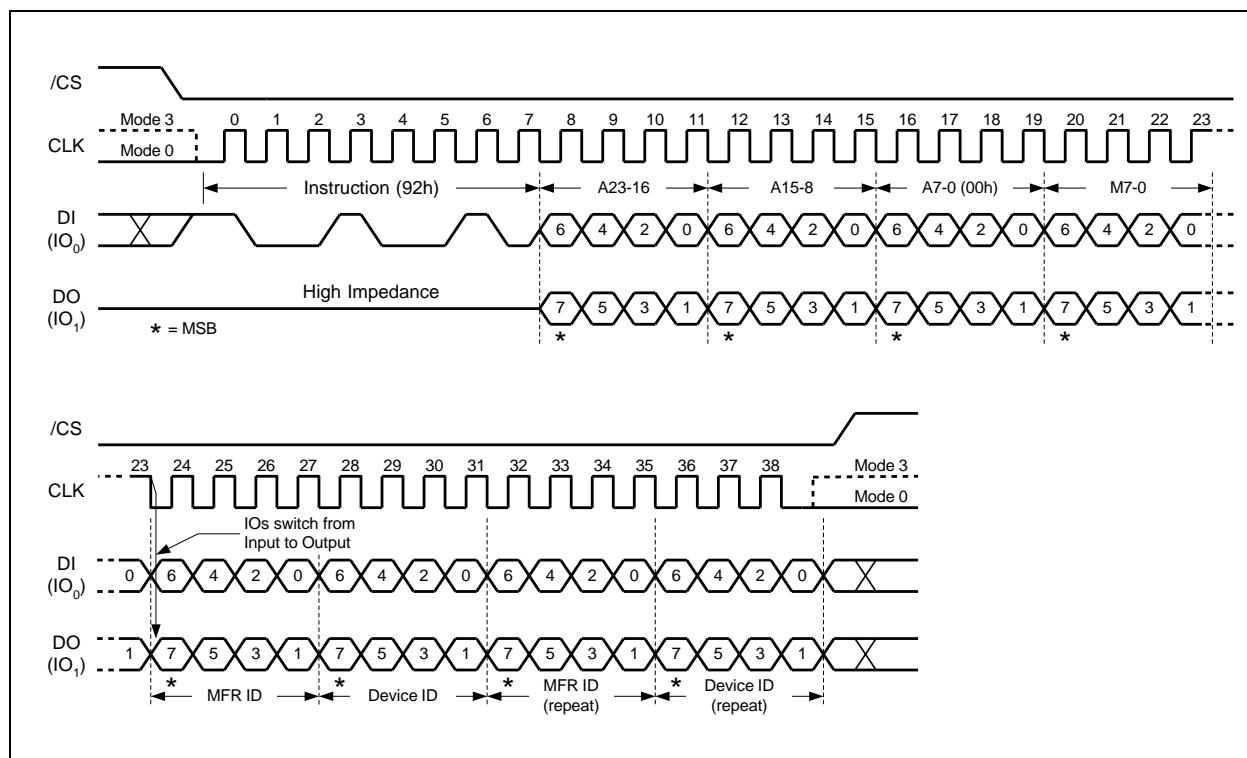 /CS
Mode 3 0 1 2 3 4 5 6 7 8 9 10 11 12 13 14 15 16 17 18 19 20 21 22 23
CLK
Mode 0
Instruction (92h) A23-16 A15-8 A7-0 (00h) M7-0
DI
(IO0) 6 4 2 0 6 4 2 0 6 4 2 0 6 4 2 0
High Impedance
DO
(IO1) 7 5 3 1 7 5 3 1 7 5 3 1 7 5 3 1
* = MSB * * * *
/CS
23 24 25 26 27 28 29 30 31 32 33 34 35 36 37 38 Mode 3
CLK
Mode 0
IOs switch from
Input to Output
DI
(IO0) 0 6 4 2 0 6 4 2 0 6 4 2 0 6 4 2 0
DO
(IO1) 1 7 5 3 1 7 5 3 1 7 5 3 1 7 5 3 1
* * * *
MFR ID Device ID MFR ID (repeat) Device ID (repeat)